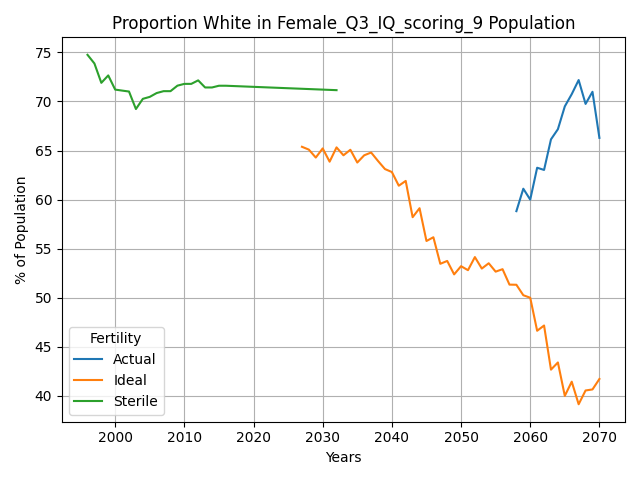 Proportion White in Female_Q3_IQ_scoring_9 Population
% of Population
75
70
65
60
55
50
45
40
Fertility
Actual
Ideal
Sterile
2000 2010 2020 2030 2040 2050 2060 2070
Years